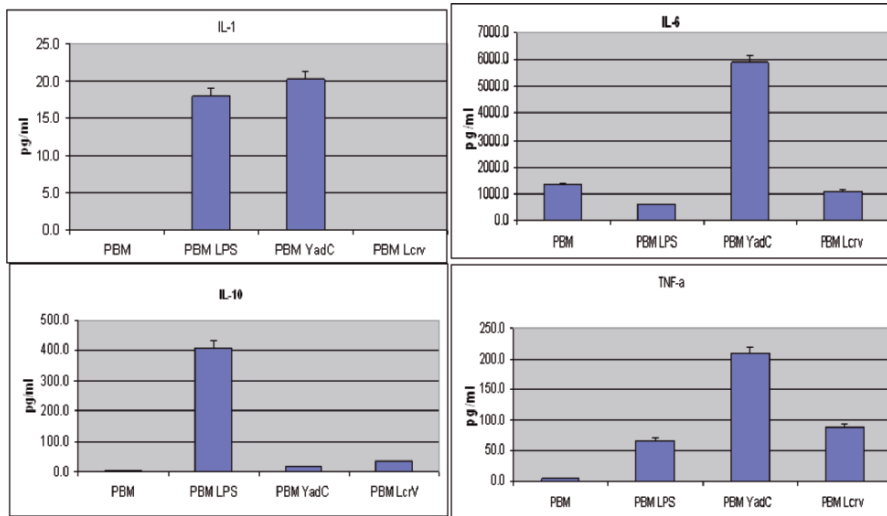 IL-1
25.0
20.0
15.0
10.0
5.0
0.0
pg/ml
PBM PBM LPS PBM YadC PBM Lcrv
IL-6
7000.0
6000.0
5000.0
4000.0
3000.0
2000.0
1000.0
0.0
pg/ml
PBM PBM LPS PBM YadC PBM Lcrv
IL-10
500.0
400.0
300.0
200.0
100.0
0.0
pg/ml
PBM PBM LPS PBM YadC PBM LcrV
TNF-a
250.0
200.0
150.0
100.0
50.0
0.0
pg/ml
PBM PBM LPS PBM YadC PBM Lcrv